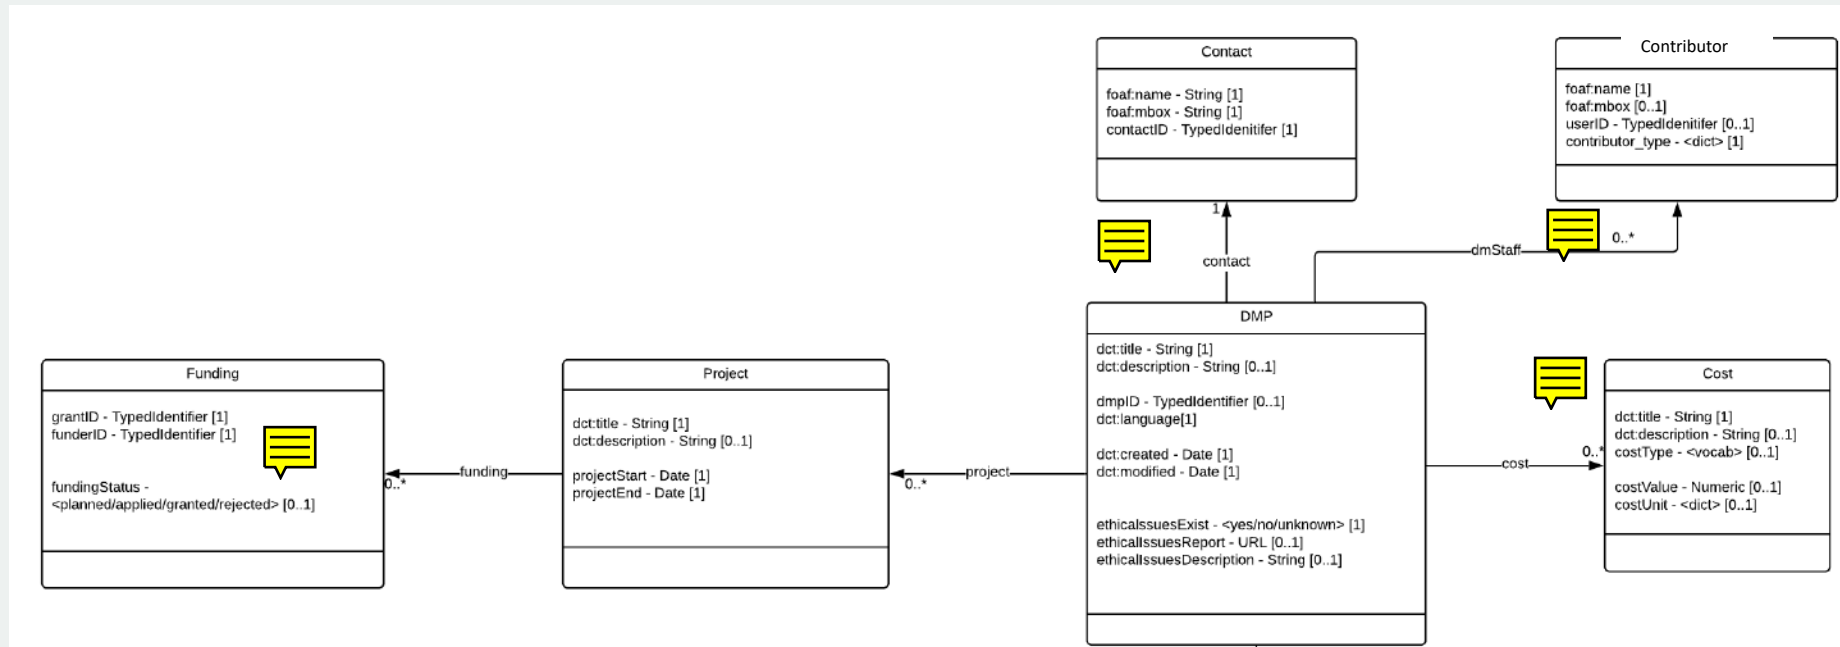 Contact
foaf:name - String [1]
foaf:mbox - String [1]
contactID - TypedIdenitifer [1]
Contributor
foaf:name [1]
foaf:mbox [0..1]
userID - TypedIdenitifer [0..1]
contributor_type - <dict> [1]
1
contact
dmStaff
0..*
DMP
dct:title - String [1]
dct:description - String [0..1]
dmpID - TypedIdentifier [0..1]
dct:language[1]
dct:created - Date [1]
dct:modified - Date [1]
ethicalIssuesExist - <yes/no/unknown> [1]
ethicalIssuesReport - URL [0..1]
ethicalIssuesDescription - String [0..1]
Funding
grantID - TypedIdentifier [1]
funderID - TypedIdentifier [1]
fundingStatus -
<planned/applied/granted/rejected> [0..1]
0..*
funding
Project
dct:title - String [1]
dct:description - String [0..1]
projectStart - Date [1]
projectEnd - Date [1]
0..*
project
cost
0..*
Cost
dct:title - String [1]
dct:description - String [0..1]
costType - <vocab> [0..1]
costValue - Numeric [0..1]
costUnit - <dict> [0..1]